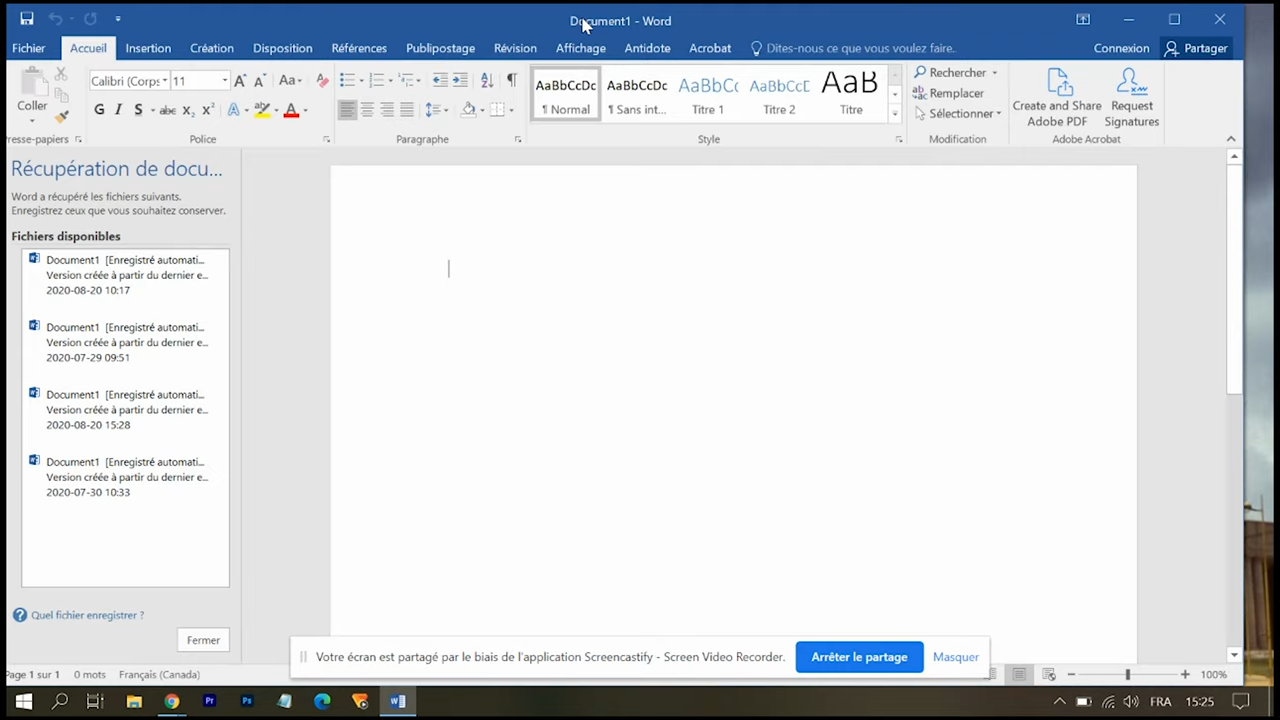 Document1 - Word
Fichier Accueil Insertion Création Disposition Références Publipostage Révision Affichage Antidote Acrobat Dites-nous ce que vous voulez faire. Connexion Partager
Coller
Calibri (Corps 11 Aa
G I S abc X₂ X² A ab A
AaBbCcDc AaBbCcDc AaBbCc AaBbCcE AaB
¶ Normal ¶ Sans int... Titre 1 Titre 2 Titre
Rechercher
Remplacer
Sélectionner
Create and Share
Adobe PDF
Request
Signatures
resse-papiers Police Paragraphe Style Modification Adobe Acrobat
Récupération de docu...
Word a récupéré les fichiers suivants.
Enregistrez ceux que vous souhaitez conserver.
Fichiers disponibles
Document1 [Enregistré automati...
Version créée à partir du dernier e...
2020-08-20 10:17
Document1 [Enregistré automati...
Version créée à partir du dernier e...
2020-07-29 09:51
Document1 [Enregistré automati...
Version créée à partir du dernier e...
2020-08-20 15:28
Document1 [Enregistré automati...
Version créée à partir du dernier e...
2020-07-30 10:33
? Quel fichier enregistrer ?
Fermer
Votre écran est partagé par le biais de l'application Screencastify - Screen Video Recorder. Arrêter le partage Masquer
Page 1 sur 1 0 mots Français (Canada) 100%
Pr Ps FRA 15:25